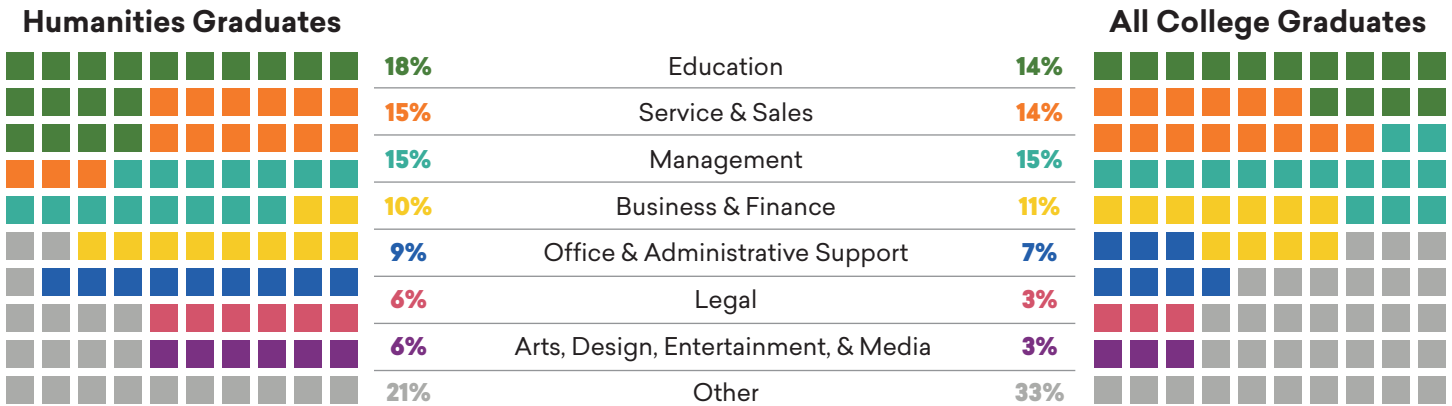 Humanities Graduates All College Graduates
18% Education 14%
15% Service & Sales 14%
15% Management 15%
10% Business & Finance 11%
9% Office & Administrative Support 7%
6% Legal 3%
6% Arts, Design, Entertainment, & Media 3%
21% Other 33%